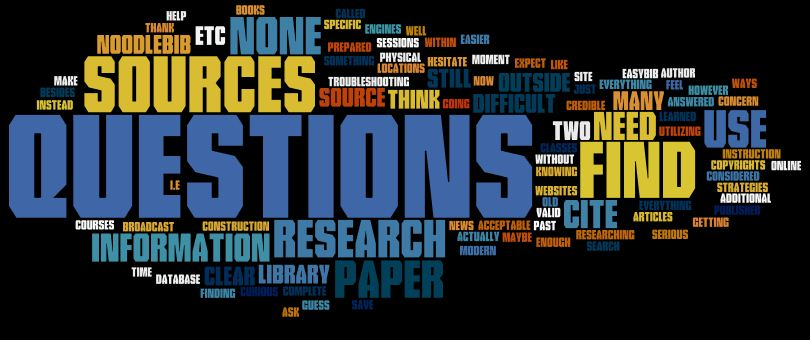 BOOKS
HELP
CALLED
THANK
NONE
SPECIFIC
ENGINES
WELL
NOODLEBIB
ETC
PREPARED
SESSIONS
WITHIN
EASIER
SOMETHING
PHYSICAL
HESITATE
MOMENT
EXPECT
LIKE
LOCATIONS
MAKE
SOURCES
TROUBLESHOOTING
STILL
NOW
OUTSIDE
SITE
EASYBIB
AUTHOR
JUST
EVERYTHING
FEEL
WAYS
BESIDES
SOURCE
THINK
GOING
DIFFICULT
HOWEVER
INSTEAD
CREDIBLE
MANY
ANSWERED
CONCERN
QUESTIONS
TWO
NEED
LEARNED
USE
UTILIZING
CLASSES
FIND
INSTRUCTION
WITHOUT
COPYRIGHTS
ONLINE
KNOWING
CONSIDERED
I.E
WEBSITES
STRATEGIES
OLD
ADDITIONAL
VALID
CITE
EVERYWHERE
PUBLISHED
ARTICLES
COURSES
BROADCAST
CONSTRUCTION
NEWS
ACCEPTABLE
PAST
GETTING
INFORMATION
RESEARCH
ACTUALLY
MAYBE
ENOUGH
RESEARCHING
SERIOUS
MODERN
SEARCH
TIME
DATABASE
CLEAR
LIBRARY
PAPER
FINDING
CURIOUS
COMPLETE
ASK
GUESS
SAVE